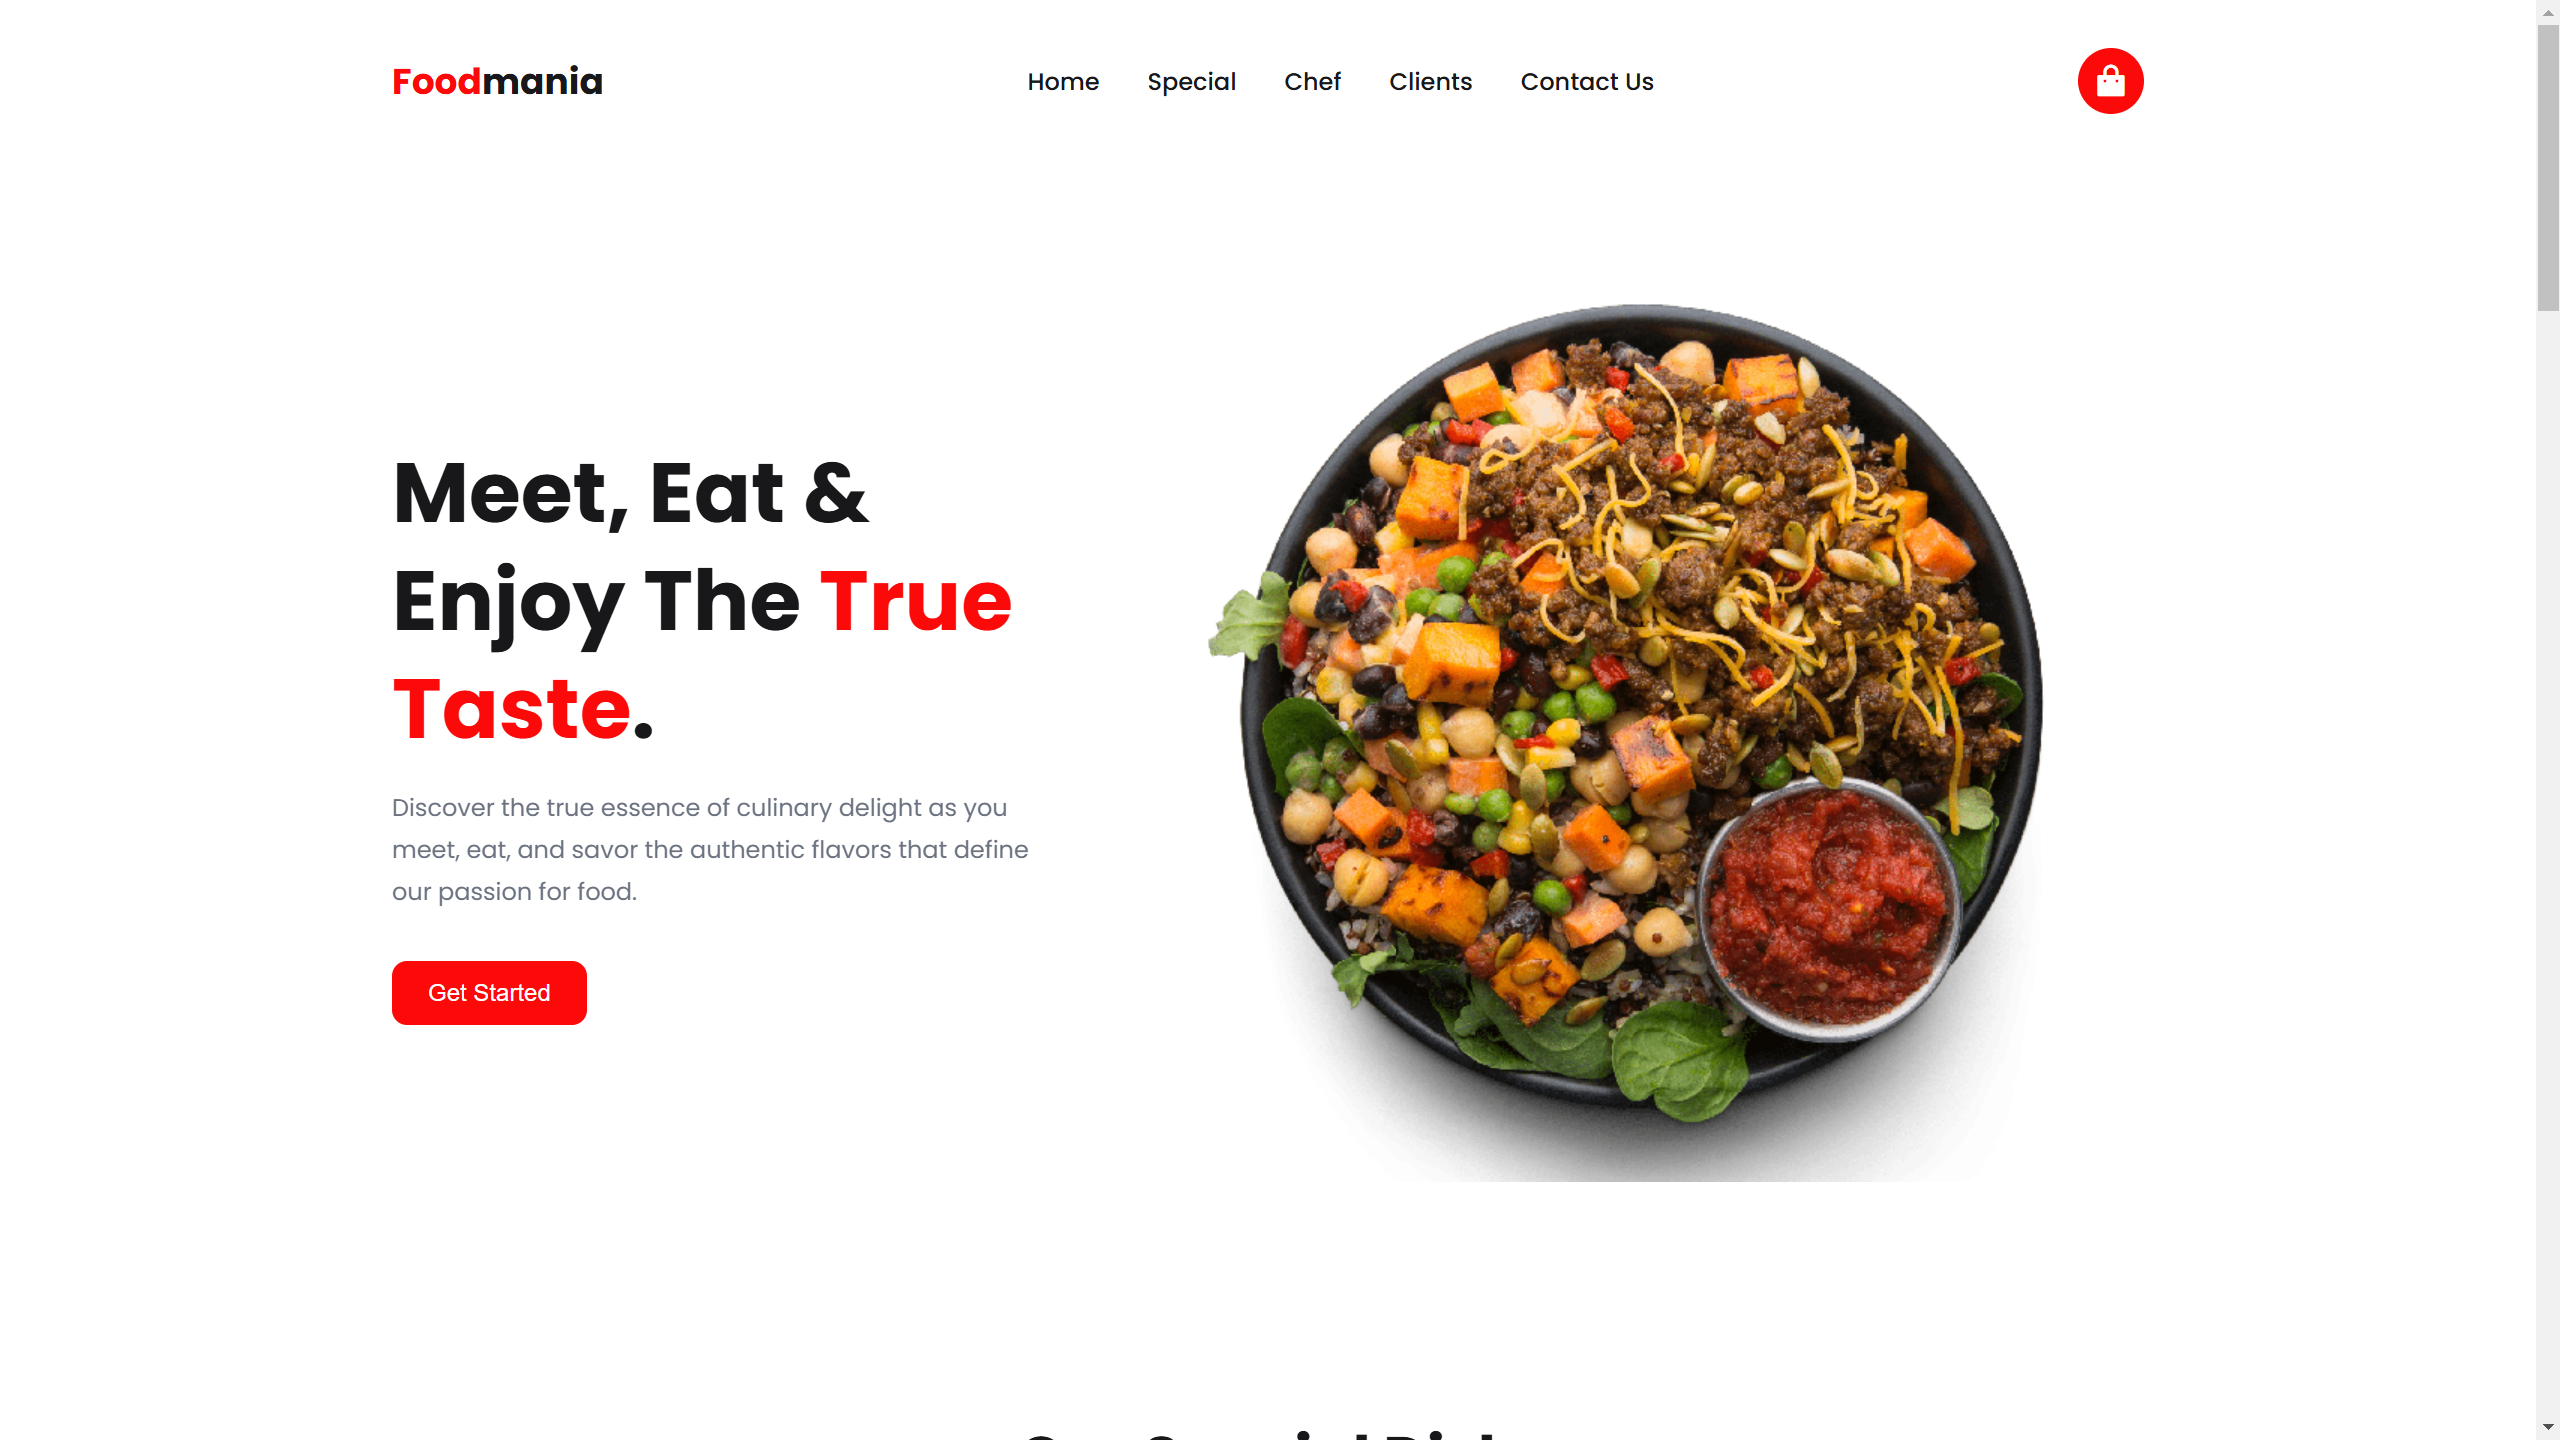 Foodmania
Home Special Chef Clients Contact Us
Meet, Eat &
Enjoy The True
Taste.
Discover the true essence of culinary delight as you
meet, eat, and savor the authentic flavors that define
our passion for food.
Get Started